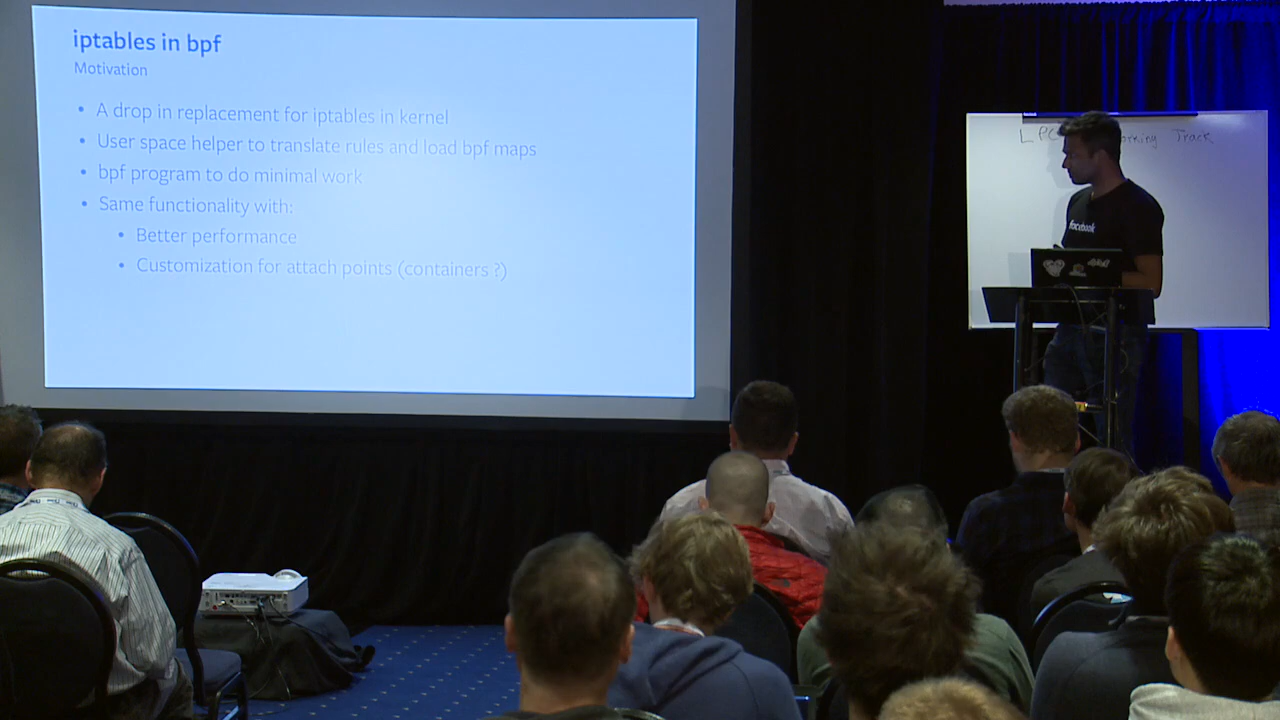 iptables in bpf
Motivation
• A drop in replacement for iptables in kernel
• User space helper to translate rules and load bpf maps
• bpf program to do minimal work
• Same functionality with:
• Better performance
• Customization for attach points (containers ?)
LPC
Track
facebook